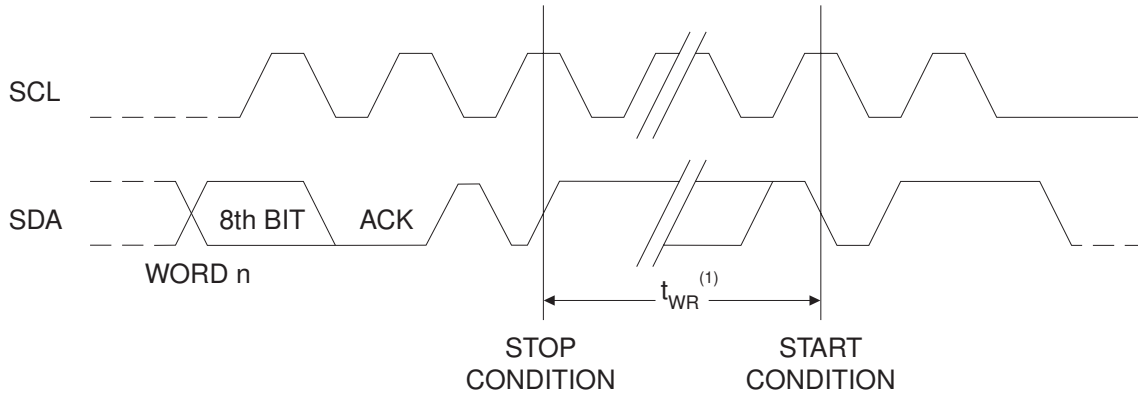 SCL
SDA
8th BIT
ACK
WORD n
tWR(1)
STOP
CONDITION
START
CONDITION